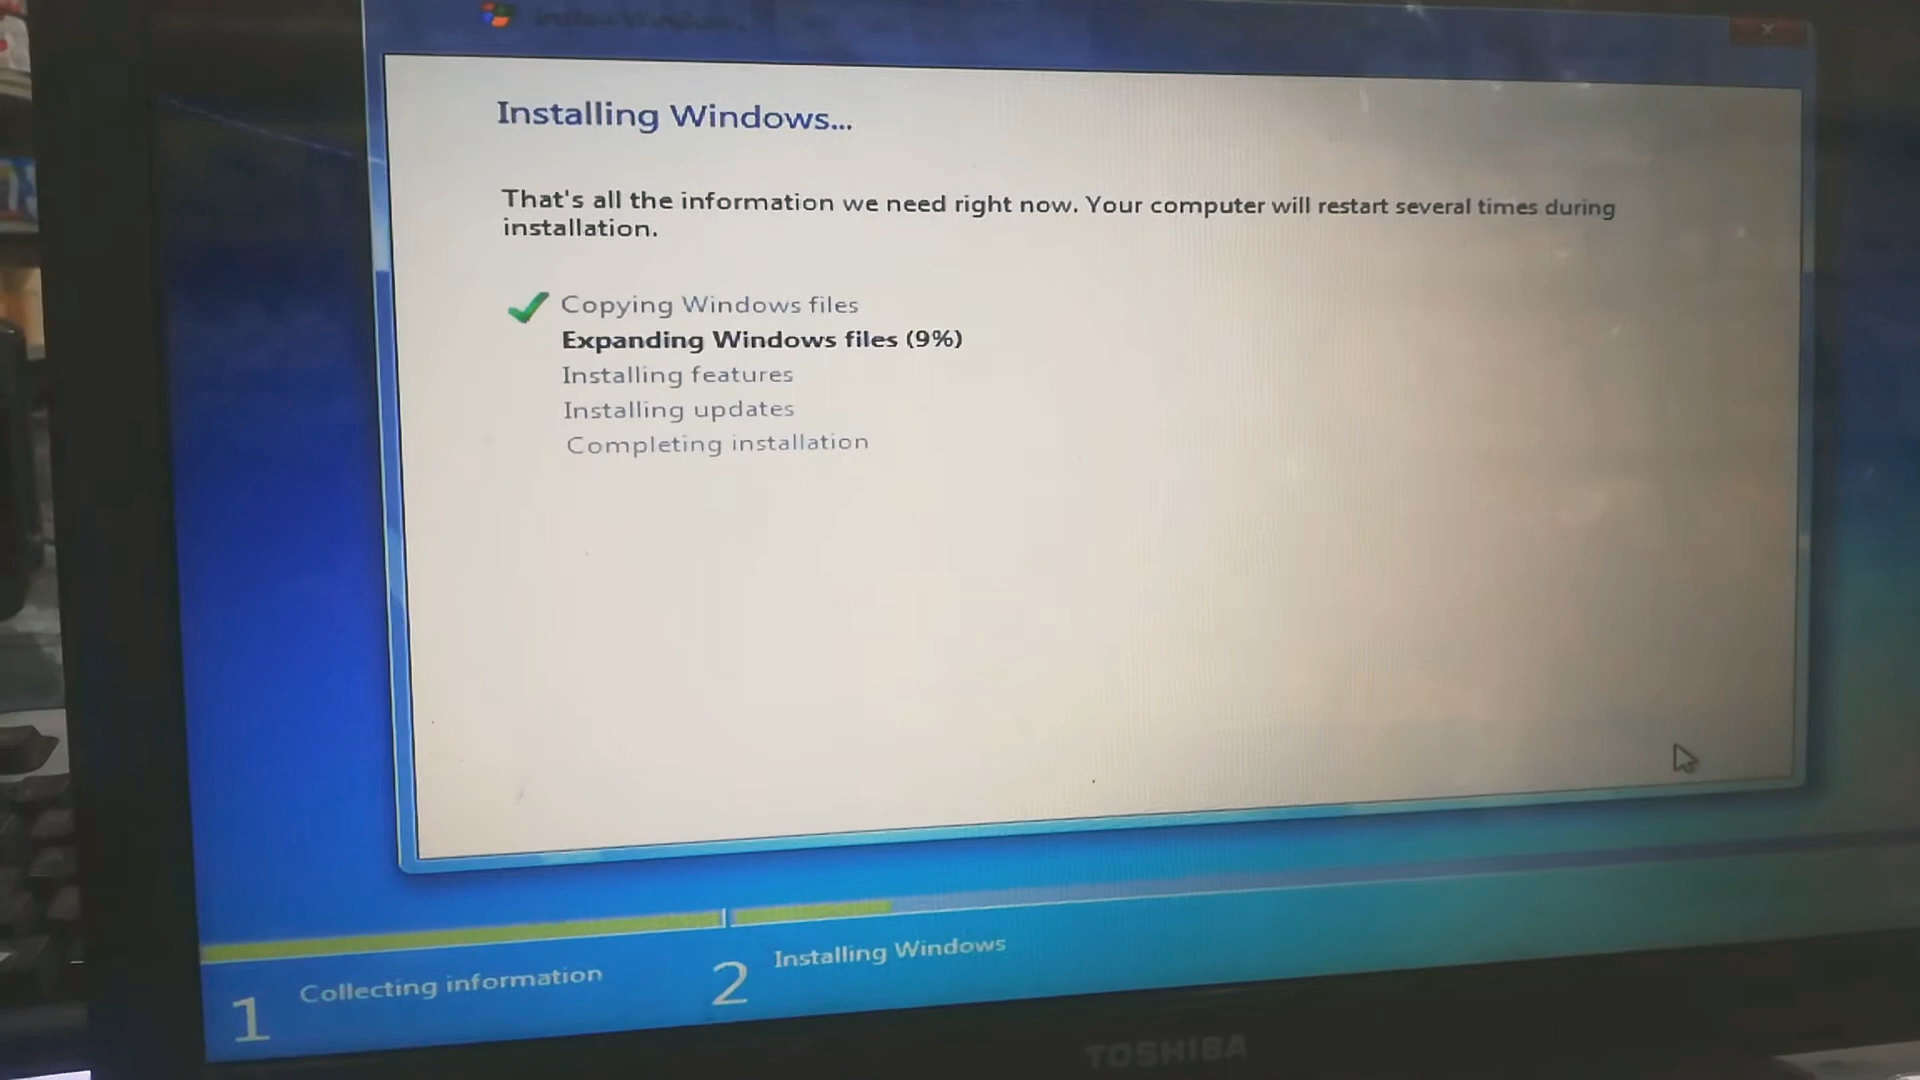 Install Windows
Installing Windows...
That's all the information we need right now. Your computer will restart several times during
installation.
Copying Windows files
Expanding Windows files (9%)
Installing features
Installing updates
Completing installation
1 Collecting information
2 Installing Windows
TOSHIBA